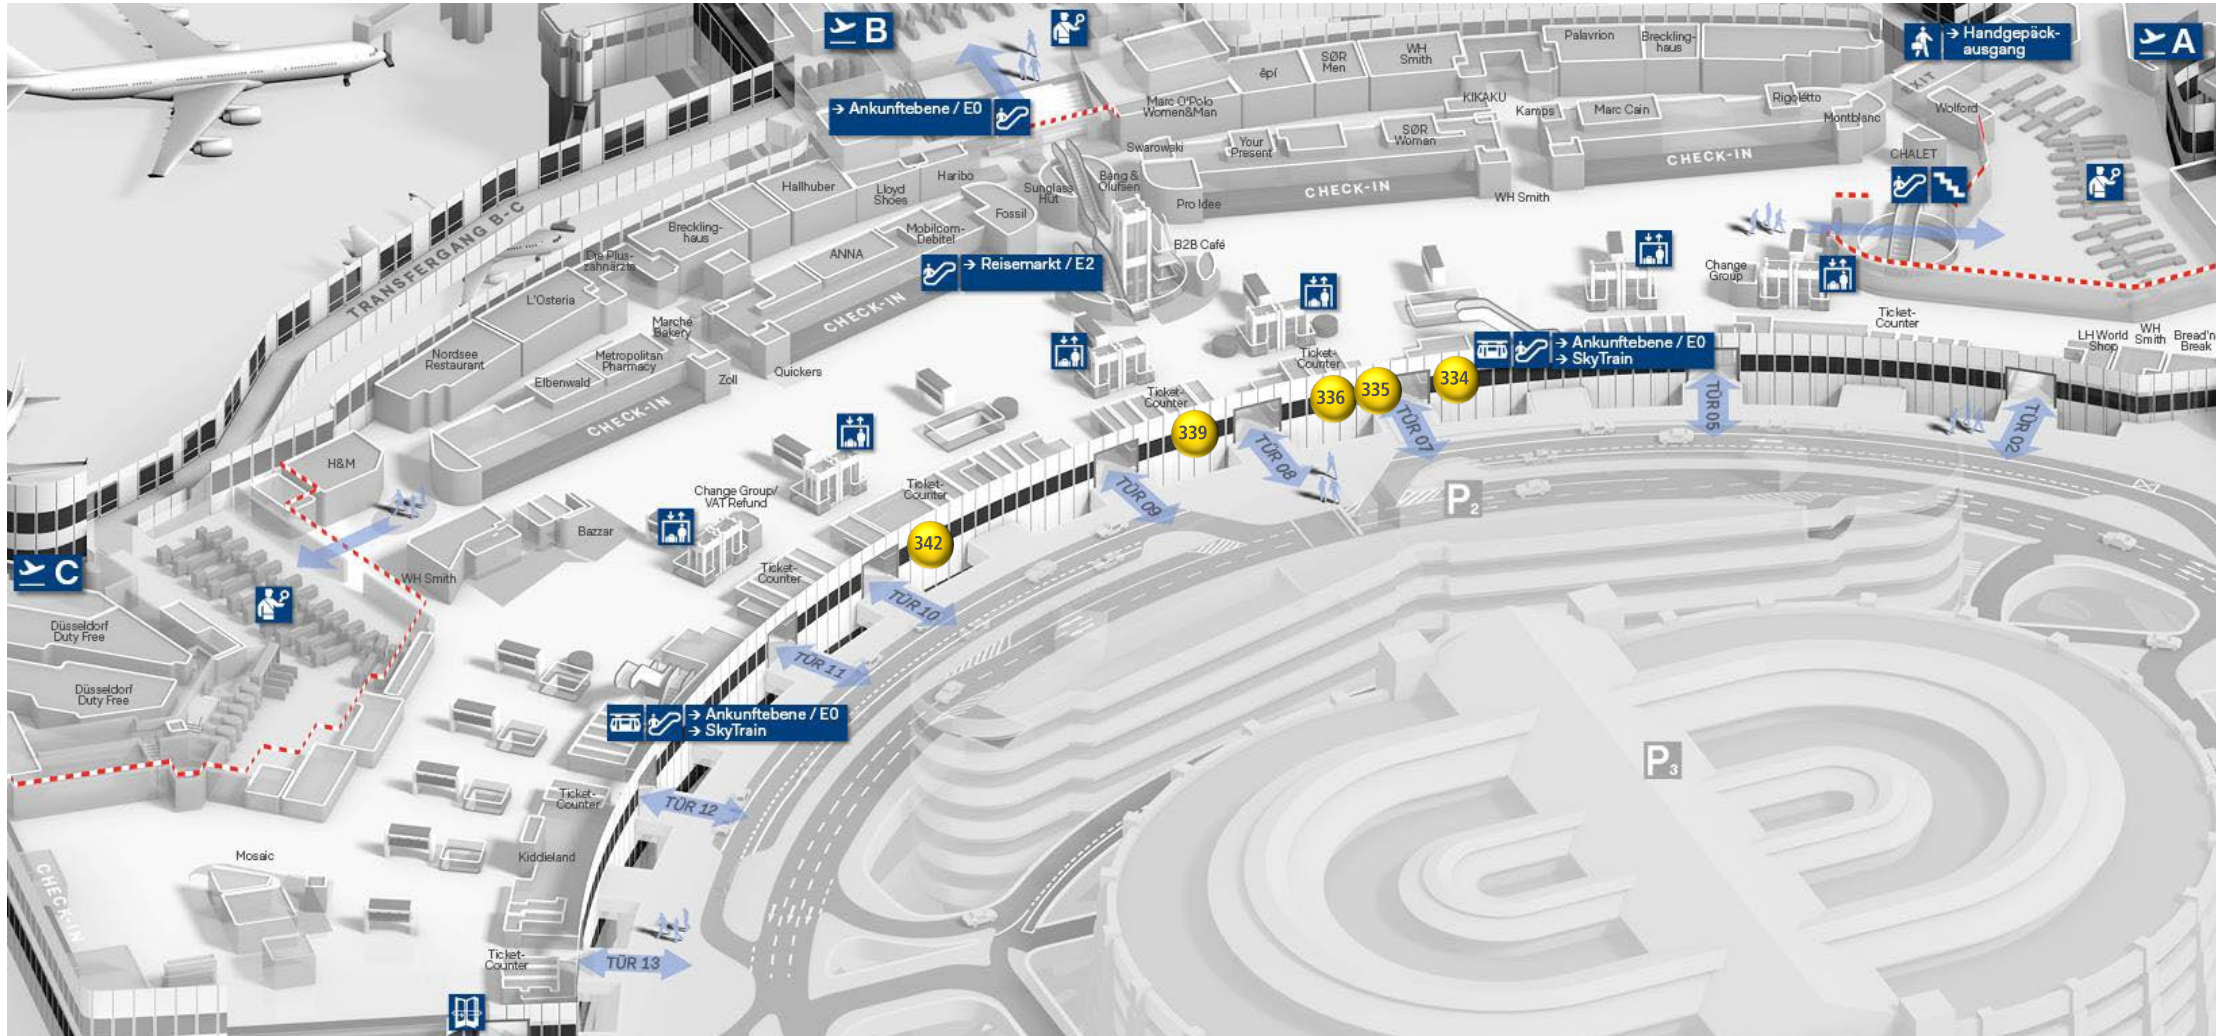 B
→ Handgepäck-
ausgang
A
Palavrion
Breckling-
haus
WH
Smith
SØR
Men
êpí
→ Ankunftebene / E0
Marc O'Polo
Women&Man
KIKAKU
Kamps
Marc Cain
Rigolétto
Montblanc
EXIT
Wolford
Swarowski
Your
Present
SØR
Woman
CHECK-IN
CHALET
Hallhuber
Lloyd
Shoes
Haribo
Sunglass
Hut
Bang &
Olufsen
CHECK-IN
WH Smith
Pro Idee
Fossil
TRANSFERGANG B-C
Breckling-
haus
Mobilcom-
Debitel
ANNA
B2B Café
Die Plus-
zahnärzte
→ Reisemarkt / E2
Change
Group
L'Osteria
CHECK-IN
Marché
Bakery
Ticket-
Counter
Nordsee
Restaurant
Metropolitan
Pharmacy
Elbenwald
Zoll
Quickers
Ticket-
Counter
→ Ankunftebene / E0
→ SkyTrain
LH World
Shop
WH
Smith
Bread'n
Break
CHECK-IN
Ticket-
Counter
334
335
336
339
TÜR 07
TÜR 05
TÜR 02
TÜR 08
H&M
Change Group/
VAT Refund
Ticket-
Counter
TÜR 09
P2
Bazzar
342
C
WH Smith
Ticket-
Counter
TÜR 10
Düsseldorf
Duty Free
TÜR 11
Düsseldorf
Duty Free
→ Ankunftebene / E0
→ SkyTrain
P3
Ticket-
Counter
TÜR 12
Mosaic
Kiddieland
CHECK-IN
Ticket-
Counter
TÜR 13